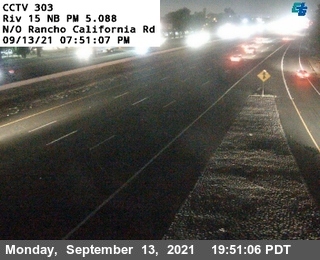 CCTV 303
Riv 15 NB PM 5.088
N/O Rancho California Rd
09/13/21 07:51:07 PM
Monday, September 13, 2021 19:51:06 PDT